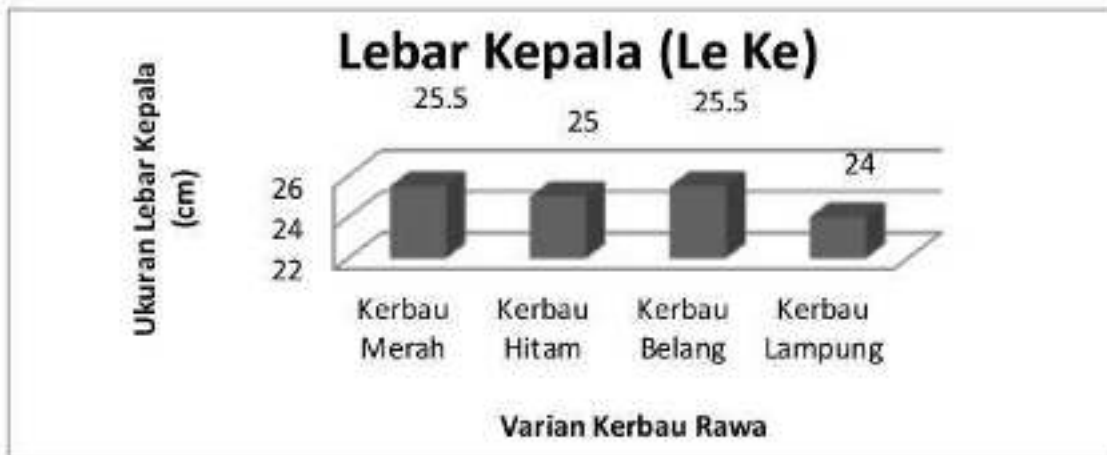 Lebar Kepala (Le Ke)
Ukuran Lebar Kepala
(cm)
25.5
25
25.5
24
26
24
22
Kerbau
Merah
Kerbau
Hitam
Kerbau
Belang
Kerbau
Lampung
Varian Kerbau Rawa